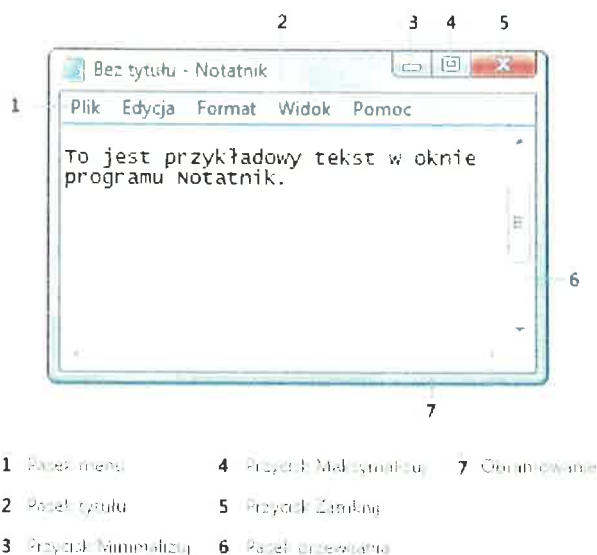 2 3 4 5
Bez tytułu - Notatnik
1
Plik Edycja Format Widok Pomoc
To jest przykładowy tekst w oknie
programu Notatnik.
6
7
1 Pasek menu 4 Przycisk Maksymalizuj 7 Obramowanie
2 Pasek tytułu 5 Przycisk Zamknij
3 Przycisk Minimalizuj 6 Pasek przewijania